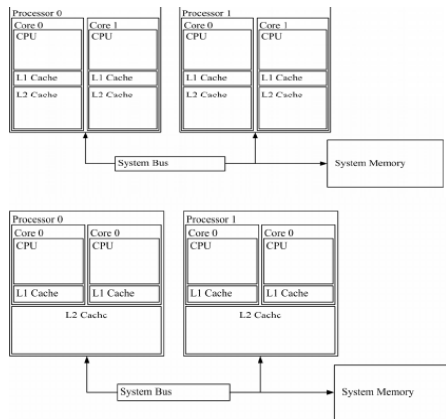 Processor 0
Processor 1
Core 0 Core 1
Core 0 Core 1
CPU CPU
CPU CPU
L1 Cache L1 Cache
L1 Cache L1 Cache
L2 Cache L2 Cache
L2 Cache L2 Cache
System Bus
System Memory
Processor 0
Processor 1
Core 0 Core 0
Core 0 Core 0
CPU CPU
CPU CPU
L1 Cache L1 Cache
L1 Cache L1 Cache
L2 Cache
L2 Cache
System Bus
System Memory